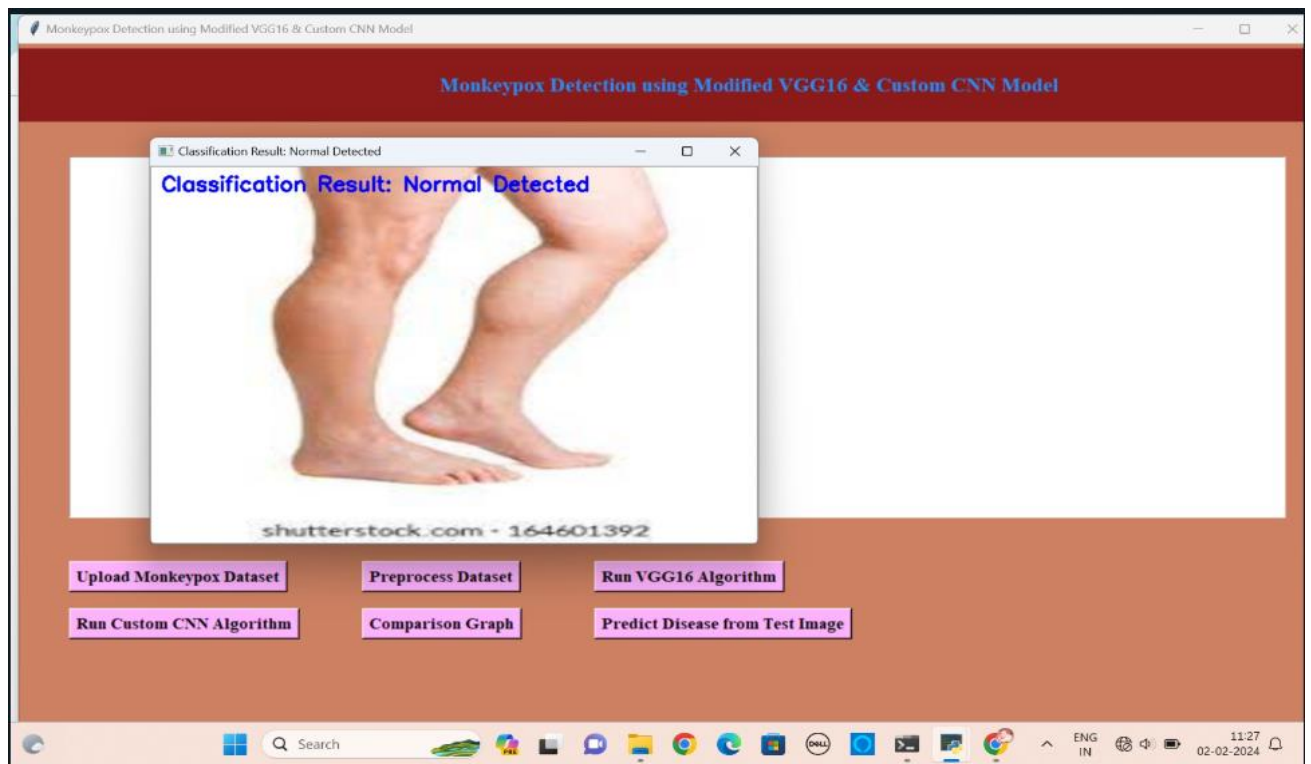 Monkeypox Detection using Modified VGG16 & Custom CNN Model
Monkeypox Detection using Modified VGG16 & Custom CNN Model
Classification Result: Normal Detected
Classification Result: Normal Detected
shutterstock.com - 164601392
Upload Monkeypox Dataset
Preprocess Dataset
Run VGG16 Algorithm
Run Custom CNN Algorithm
Comparison Graph
Predict Disease from Test Image
Search
PRE
DELL
ENG
IN
11:27
02-02-2024